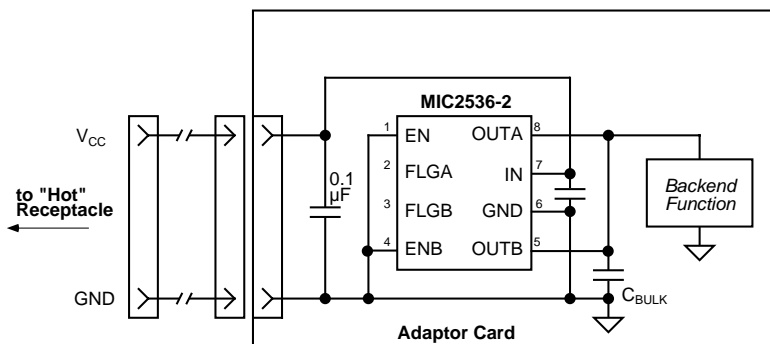 MIC2536-2
V_CC
1
EN
OUTA
8
2
FLGA
IN
7
to "Hot"
Receptacle
0.1
µF
3
FLGB
GND
6
Backend
Function
4
ENB
OUTB
5
GND
C_BULK
Adaptor Card